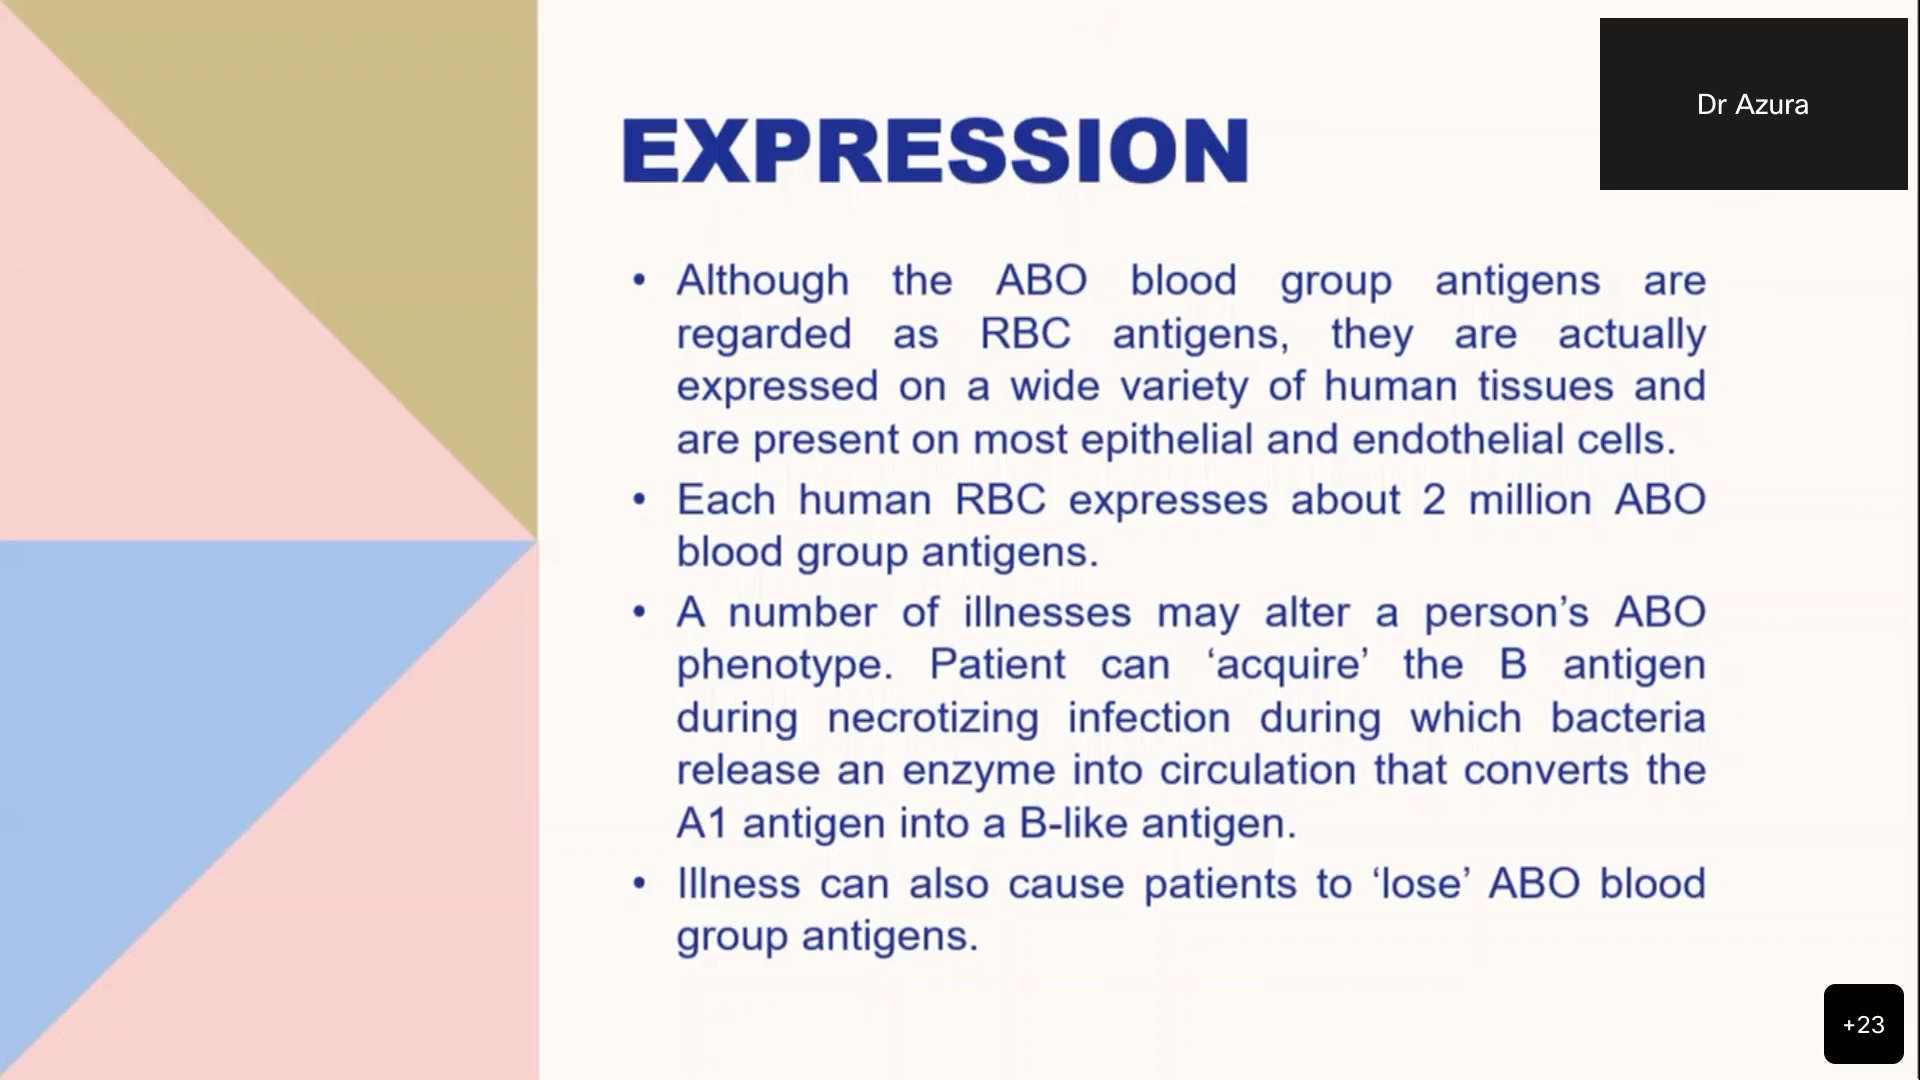 Dr Azura
EXPRESSION
• Although the ABO blood group antigens are
regarded as RBC antigens, they are actually
expressed on a wide variety of human tissues and
are present on most epithelial and endothelial cells.
• Each human RBC expresses about 2 million ABO
blood group antigens.
• A number of illnesses may alter a person’s ABO
phenotype. Patient can ‘acquire’ the B antigen
during necrotizing infection during which bacteria
release an enzyme into circulation that converts the
A1 antigen into a B-like antigen.
• Illness can also cause patients to ‘lose’ ABO blood
group antigens.
+23